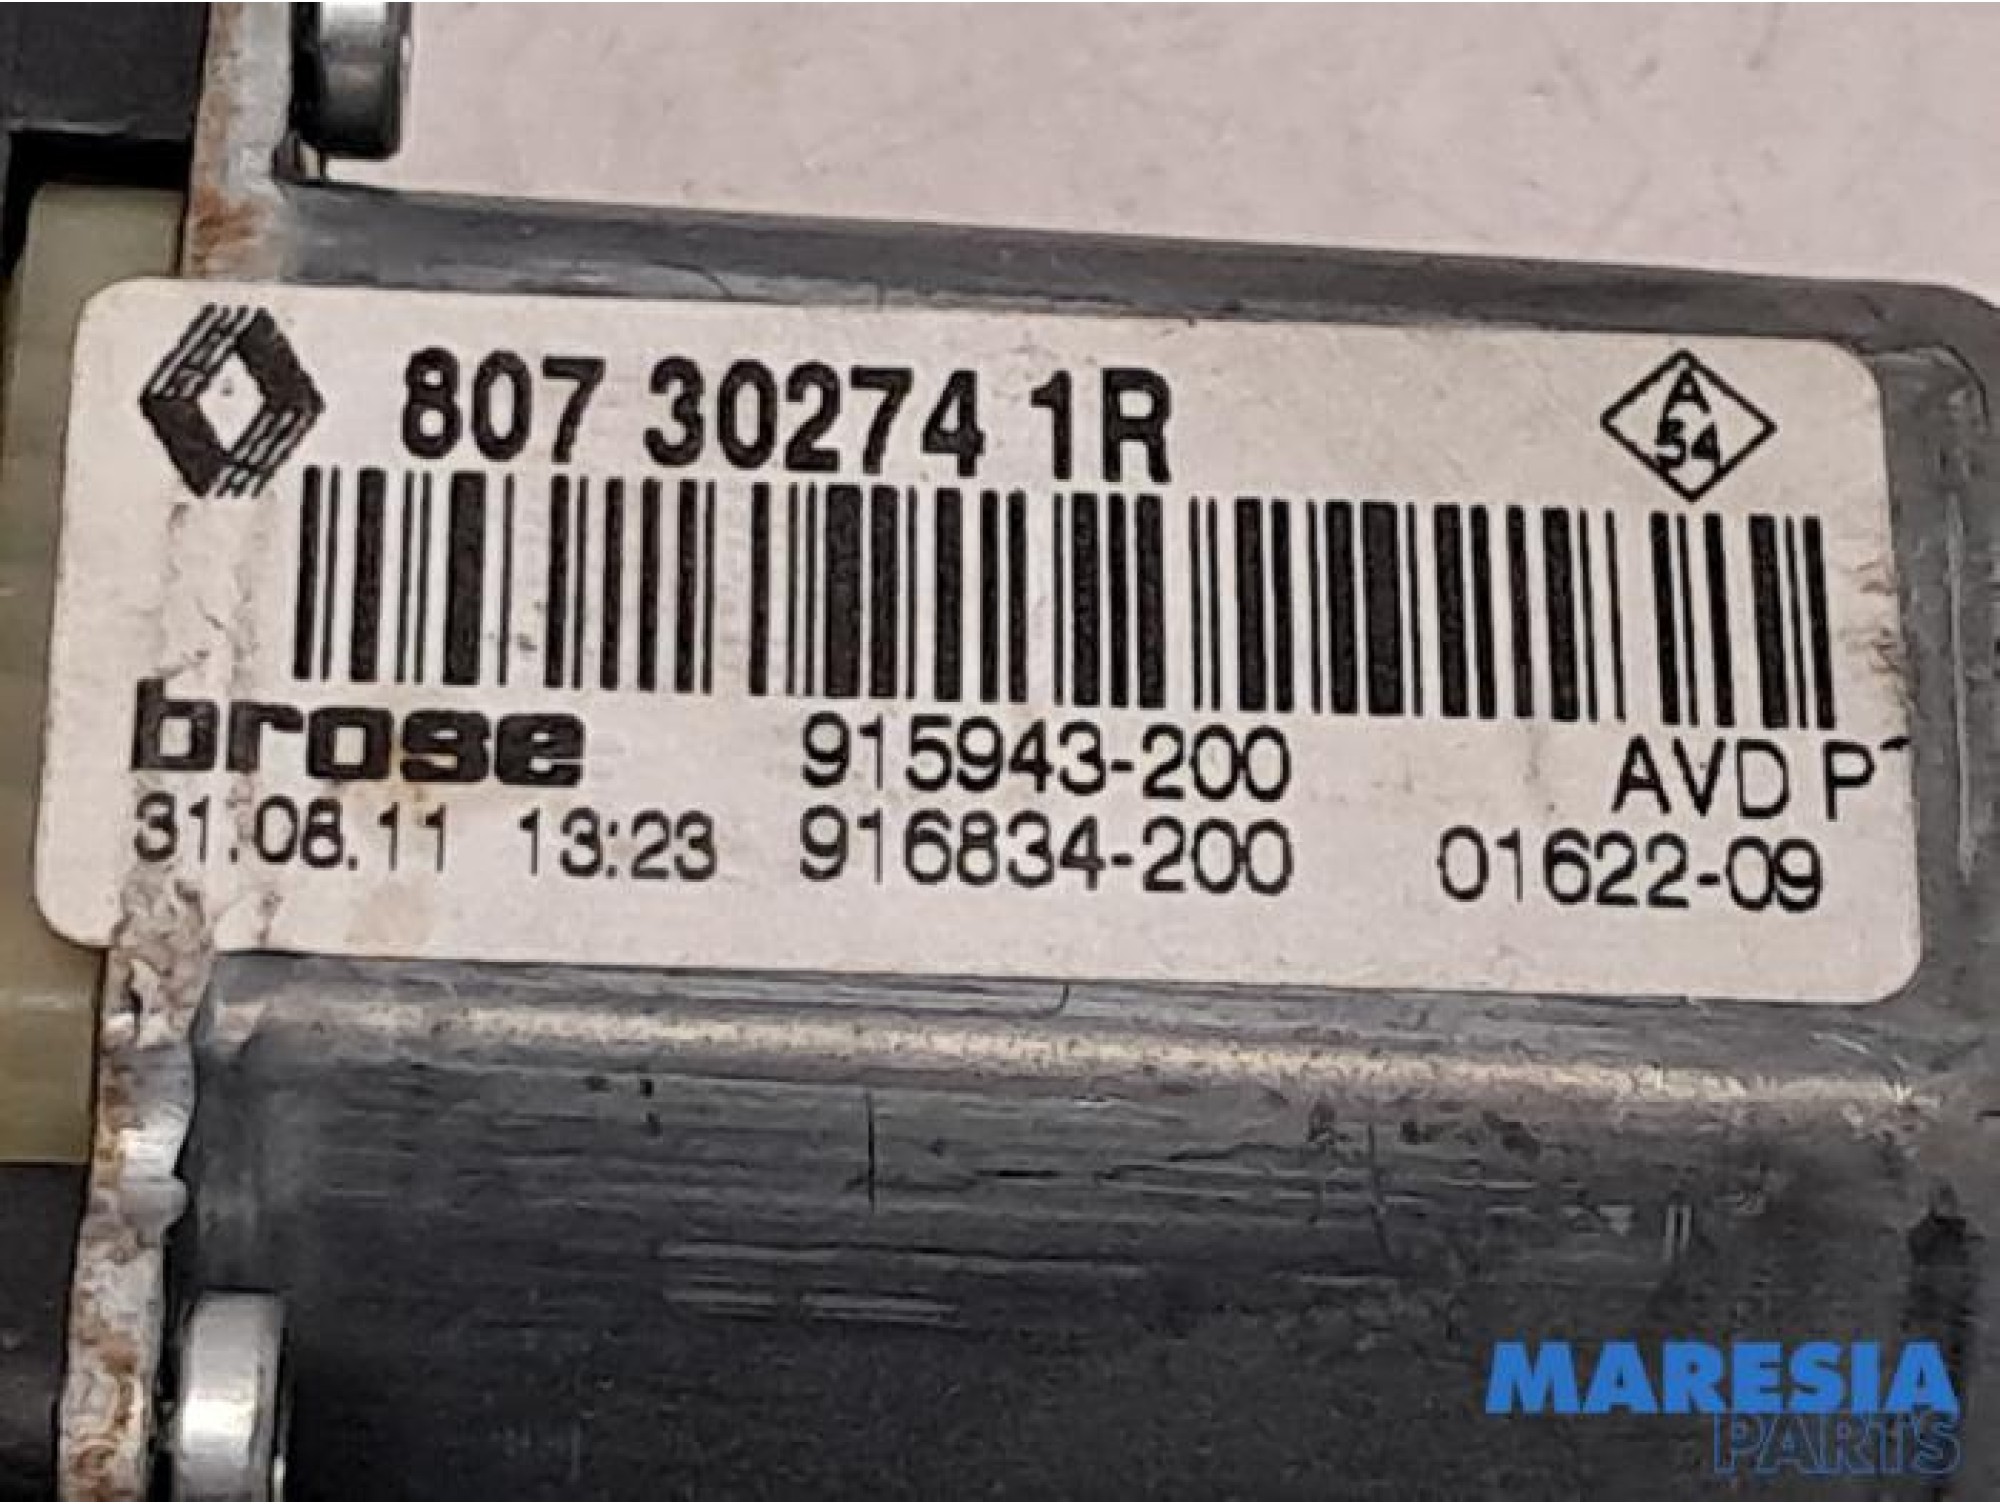 807 30274 1R
A
54
brose
915943-200
AVD P
31.08.11 13:23
916834-200
01622-09
MARESIA
PARTS